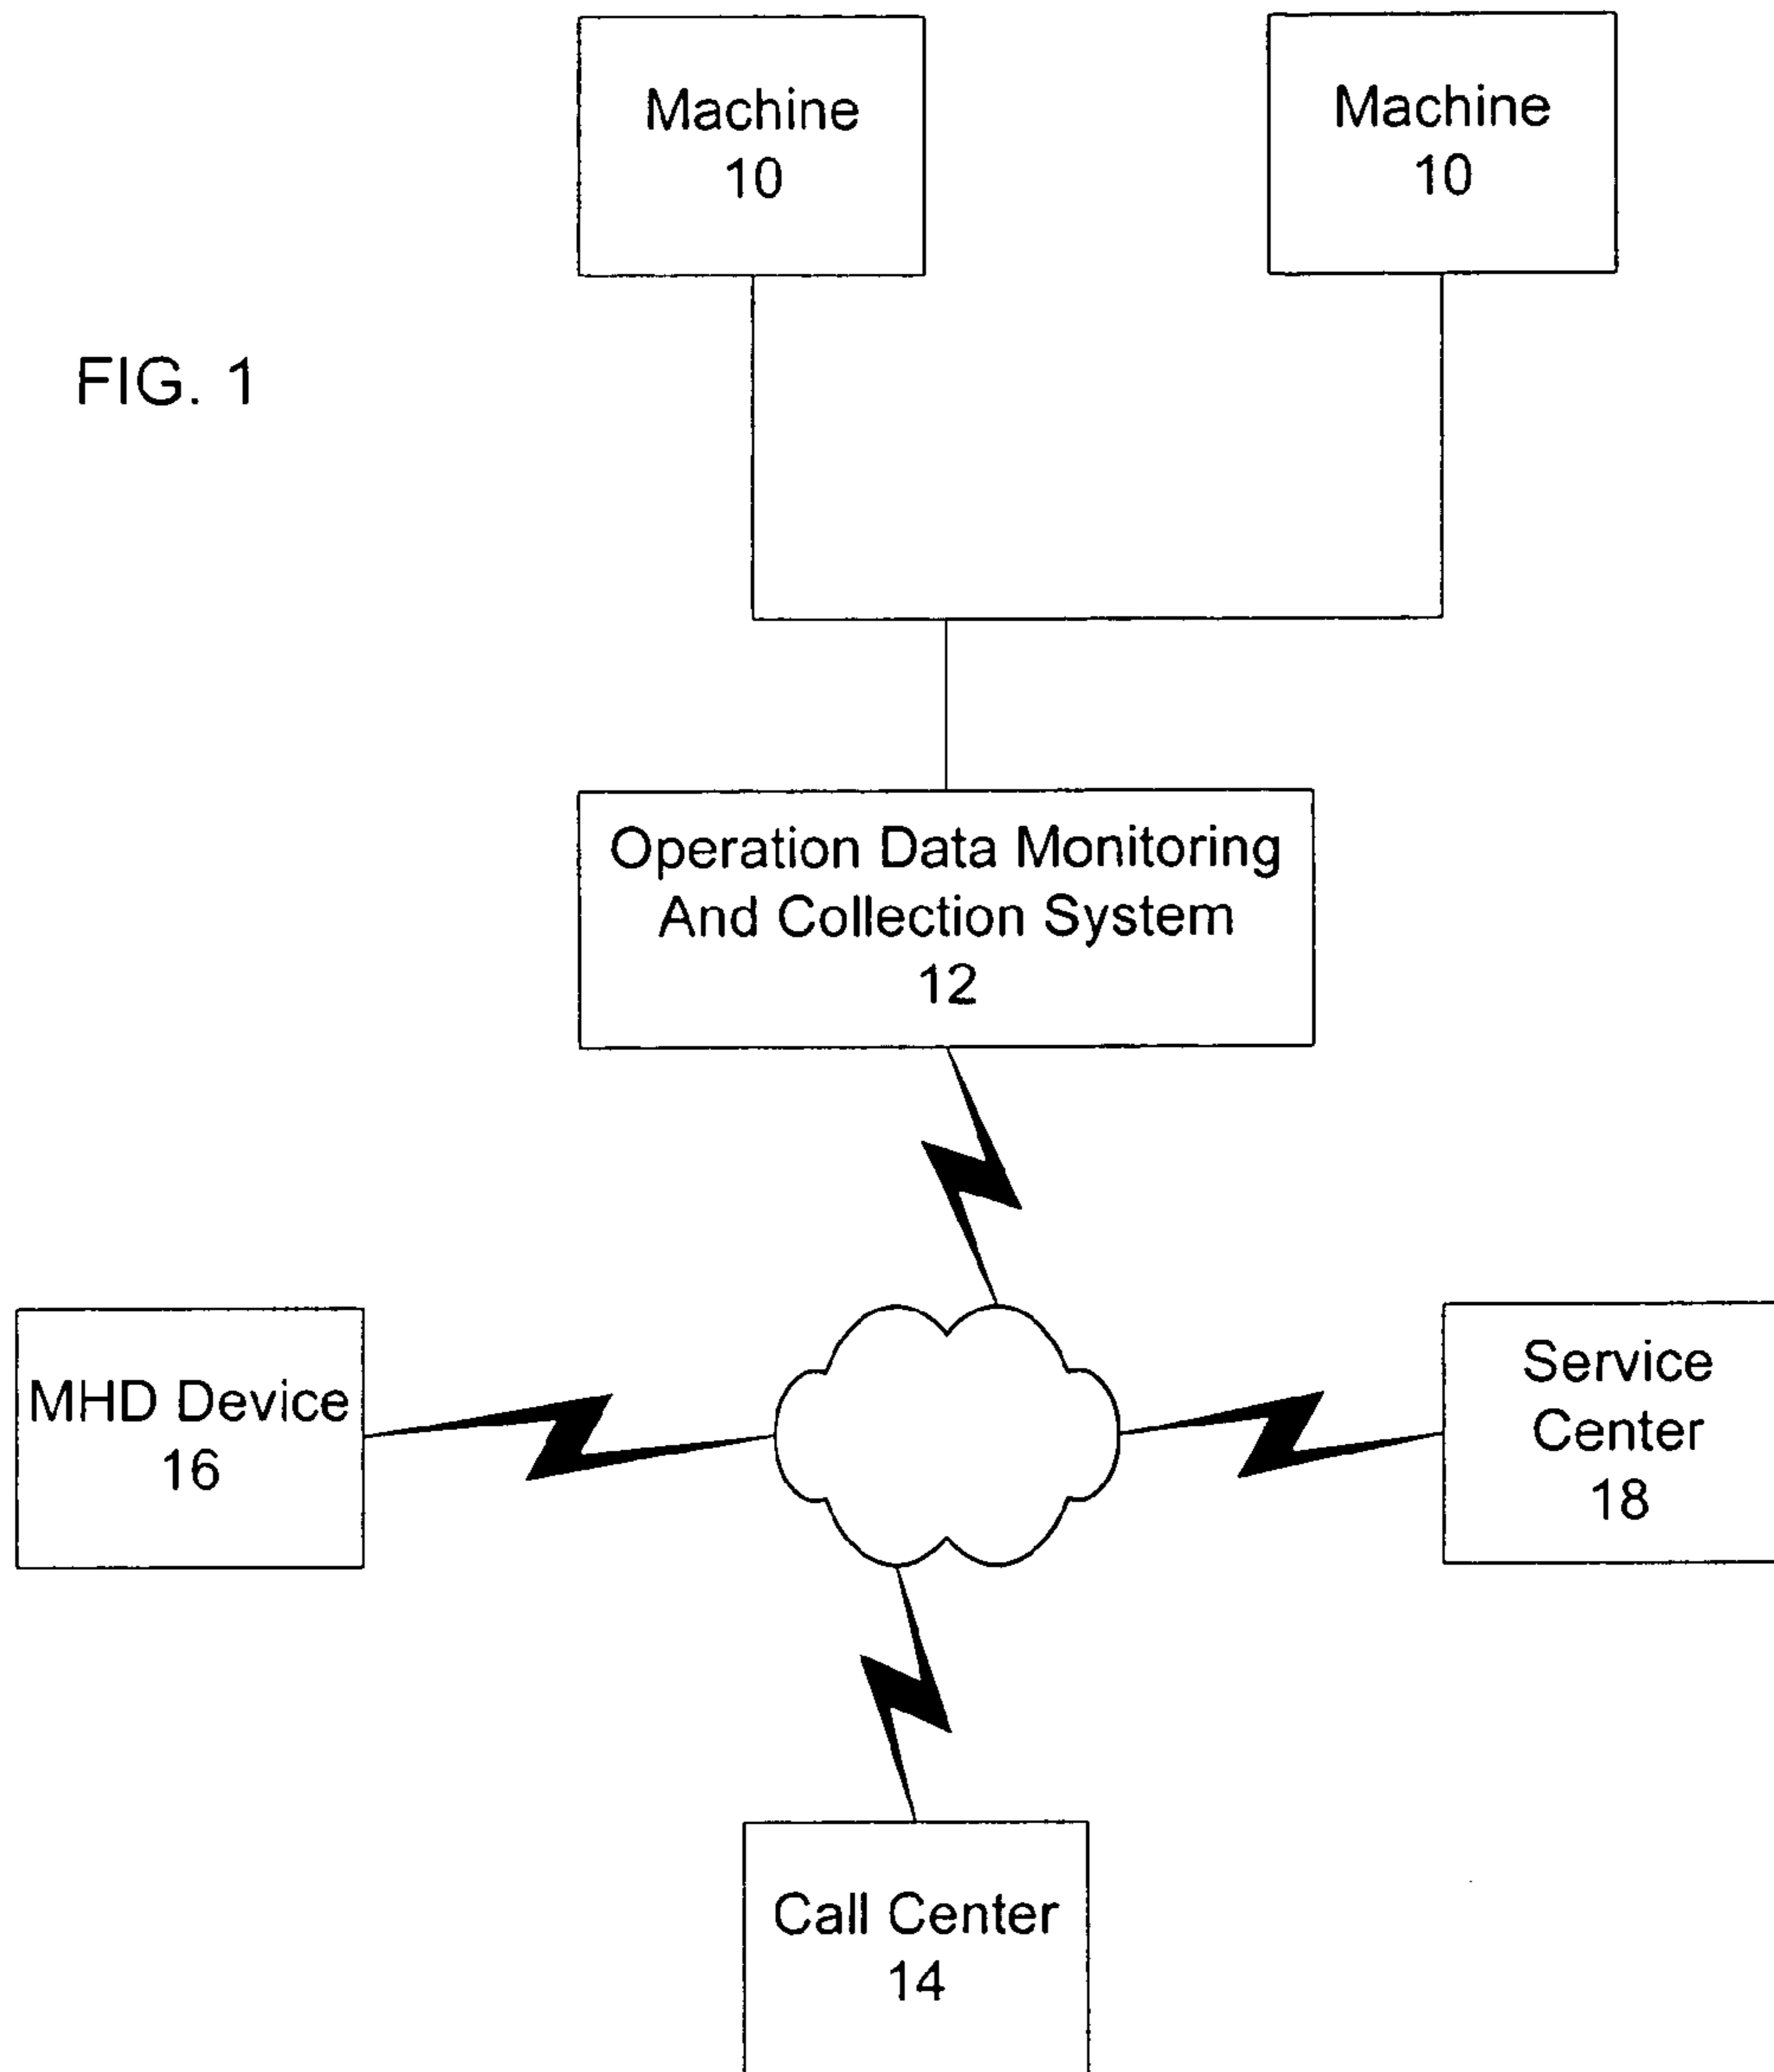 Machine
10
Machine
10
FIG. 1
Operation Data Monitoring
And Collection System
12
MHD Device
16
Service
Center
18
Call Center
14